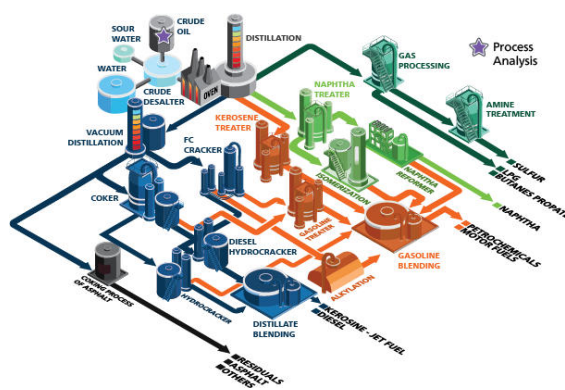 CRUDE
OIL
SOUR
WATER
DISTILLATION
WATER
CRUDE
DESALTER
OVEN
GAS
PROCESSING
Process
Analysis
NAPHTHA
TREATER
AMINE
TREATMENT
KEROSENE
TREATER
VACUUM
DISTILLATION
FC
CRACKER
ISOMERIZATION
NAPHTHA
REFORMER
SULFUR
LPG
BUTANES PROPATE
NAPHTHA
COKER
GASOLINE
TREATER
PETROCHEMICALS
MOTOR FUELS
DIESEL
HYDROCRACKER
GASOLINE
BLENDING
COKING PROCESS
OF ASPHALT
HYDROCRACKER
ALKYLATION
DISTILLATE
BLENDING
KEROSINE - JET FUEL
DIESEL
RESIDUALS
ASPHALT
OTHERS